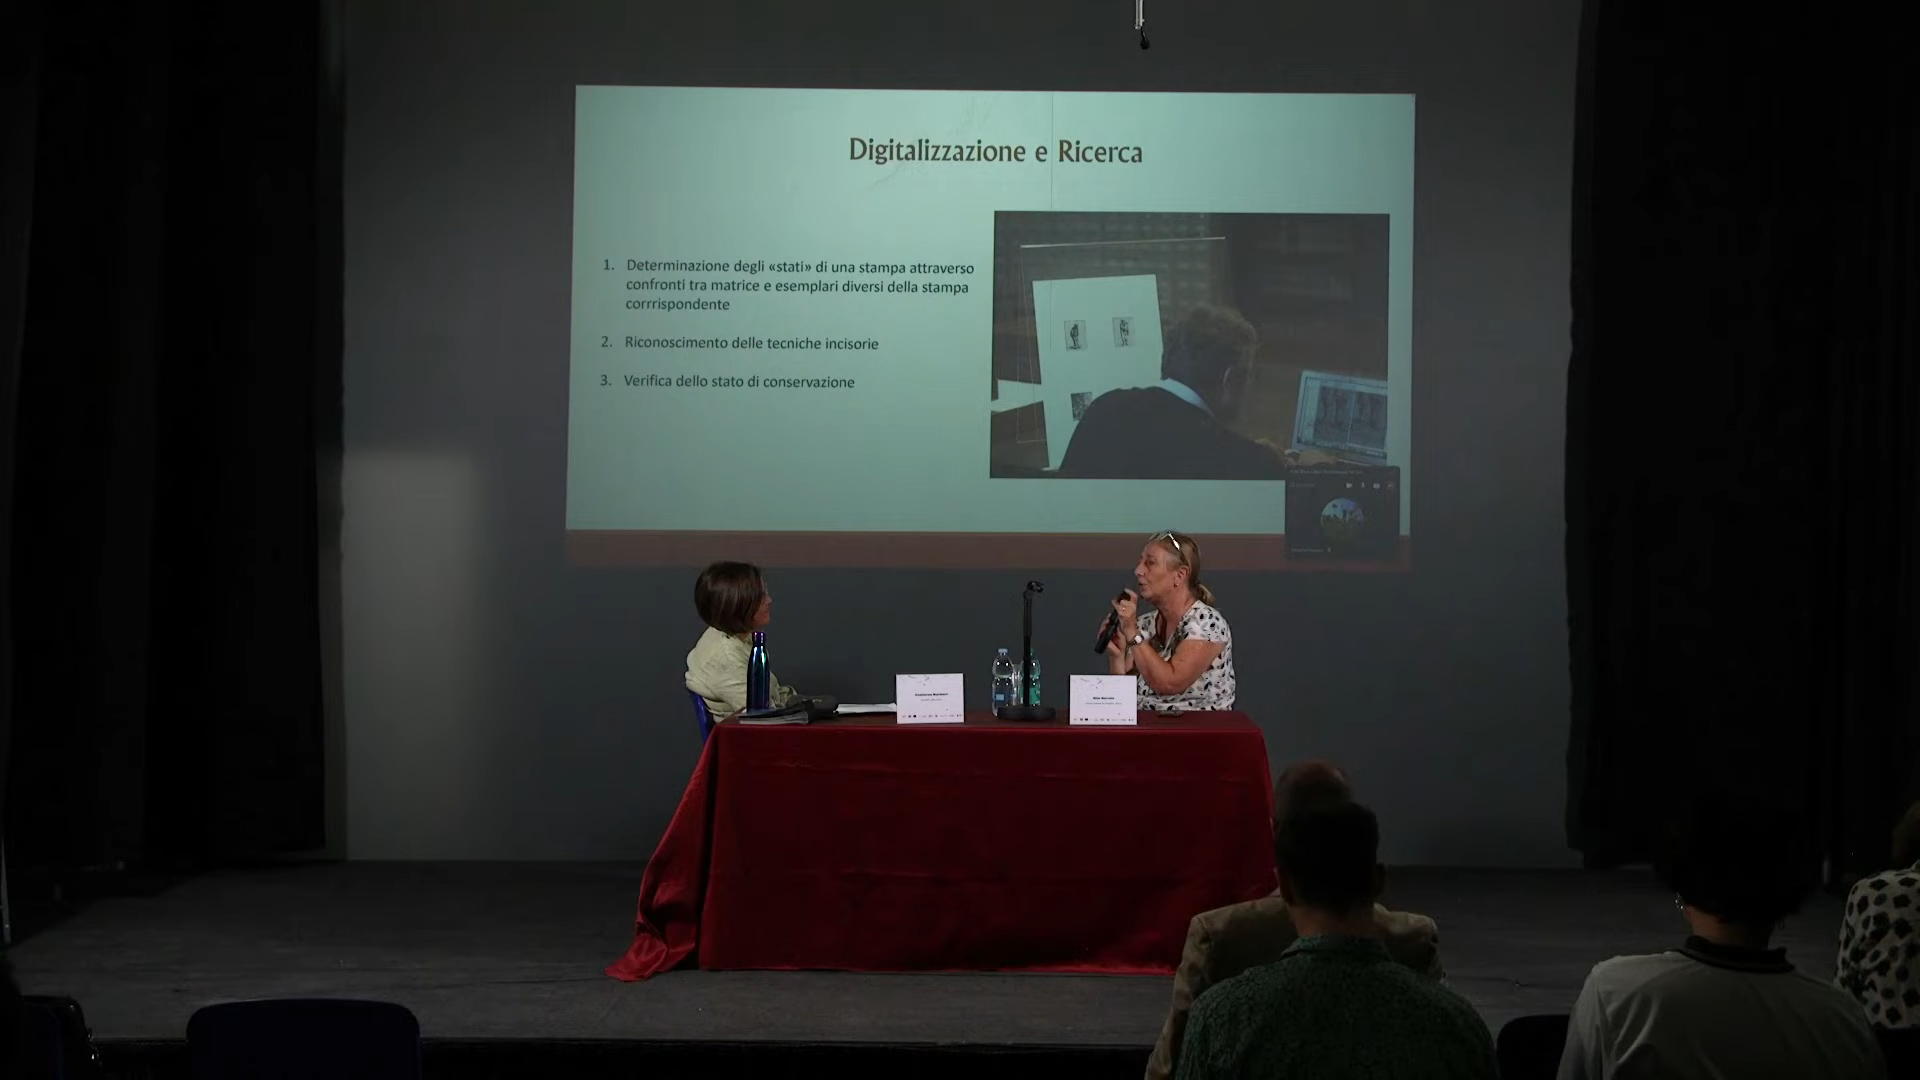 Digitalizzazione e Ricerca
1. Determinazione degli «stati» di una stampa attraverso
confronti tra matrice e esemplari diversi della stampa
corrrispondente
2. Riconoscimento delle tecniche incisorie
3. Verifica dello stato di conservazione